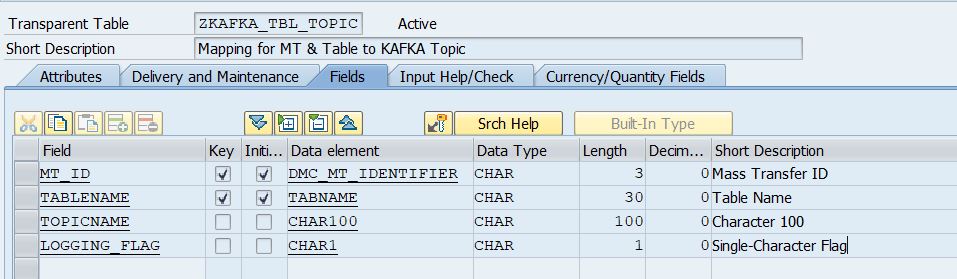 Transparent Table ZKAFKA_TBL_TOPIC Active
Short Description Mapping for MT & Table to KAFKA Topic
Attributes Delivery and Maintenance Fields Input Help/Check Currency/Quantity Fields
Srch Help Built-In Type
Field Key Initi... Data element Data Type Length Decim... Short Description
MT_ID DMC_MT_IDENTIFIER CHAR 3 0 Mass Transfer ID
TABLENAME TABNAME CHAR 30 0 Table Name
TOPICNAME CHAR100 CHAR 100 0 Character 100
LOGGING_FLAG CHAR1 CHAR 1 0 Single-Character Flag